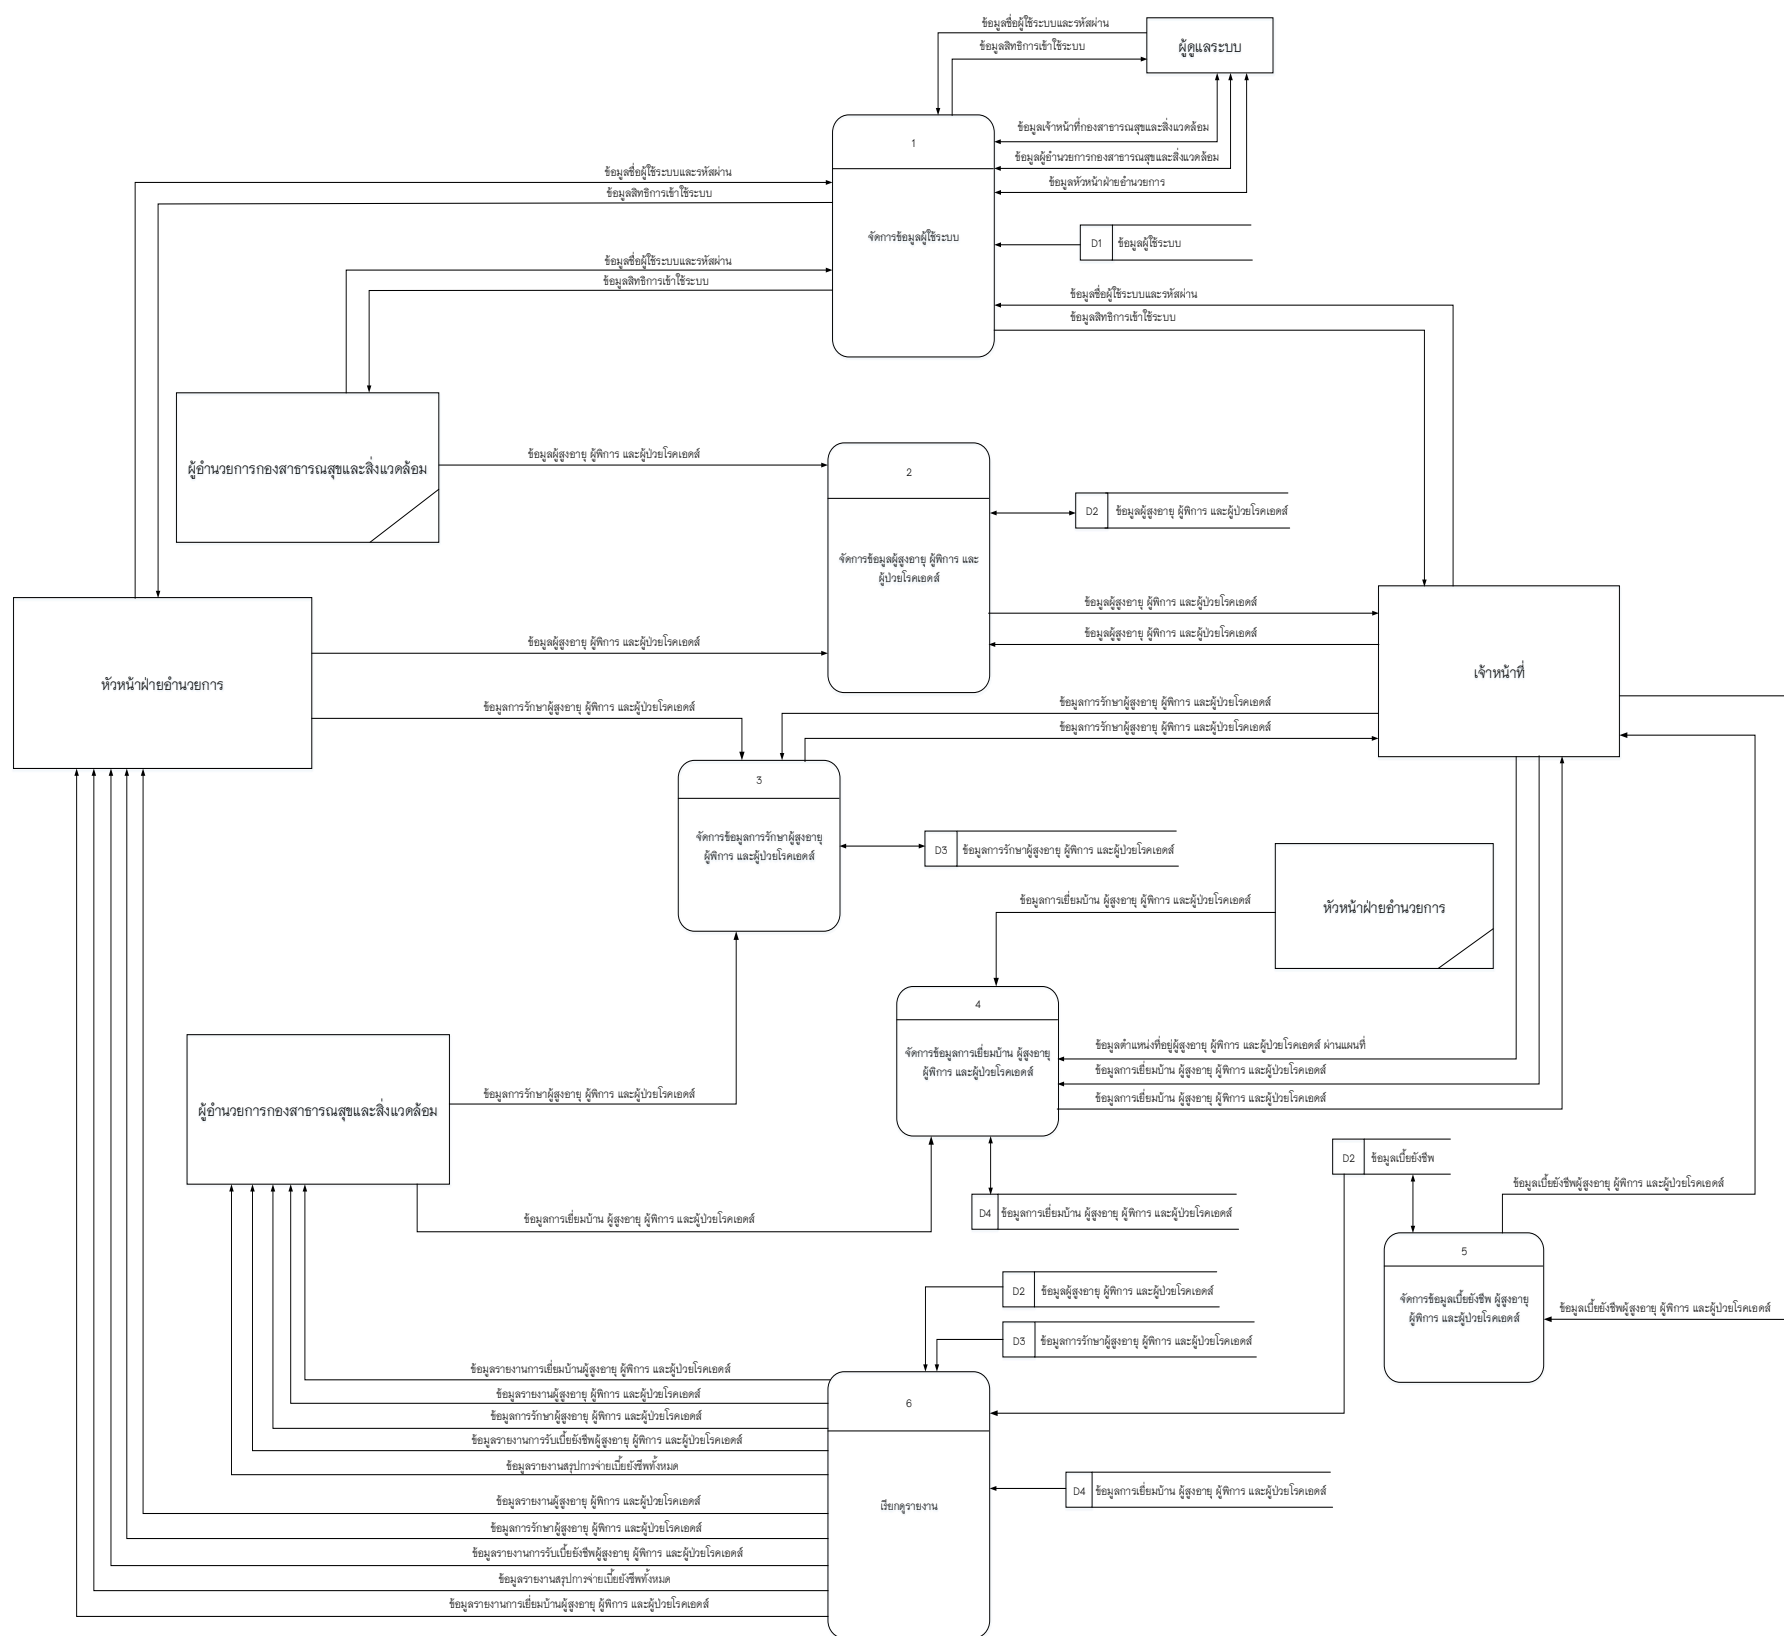 ข้อมูลชื่อผู้ใช้ระบบและรหัสผ่าน
ข้อมูลสิทธิการเข้าใช้ระบบ
ผู้ดูแลระบบ
ข้อมูลเจ้าหน้าที่กองสาธารณสุขและสิ่งแวดล้อม
1
ข้อมูลผู้อำนวยการกองสาธารณสุขและสิ่งแวดล้อม
ข้อมูลชื่อผู้ใช้ระบบและรหัสผ่าน
ข้อมูลหัวหน้าฝ่ายอำนวยการ
ข้อมูลสิทธิการเข้าใช้ระบบ
จัดการข้อมูลผู้ใช้ระบบ
D1 ข้อมูลผู้ใช้ระบบ
ข้อมูลชื่อผู้ใช้ระบบและรหัสผ่าน
ข้อมูลสิทธิการเข้าใช้ระบบ
ข้อมูลชื่อผู้ใช้ระบบและรหัสผ่าน
ข้อมูลสิทธิการเข้าใช้ระบบ
ผู้อำนวยการกองสาธารณสุขและสิ่งแวดล้อม
ข้อมูลผู้สูงอายุ ผู้พิการ และผู้ป่วยโรคเอดส์
2
D2 ข้อมูลผู้สูงอายุ ผู้พิการ และผู้ป่วยโรคเอดส์
จัดการข้อมูลผู้สูงอายุ ผู้พิการ และ
ผู้ป่วยโรคเอดส์
ข้อมูลผู้สูงอายุ ผู้พิการ และผู้ป่วยโรคเอดส์
ข้อมูลผู้สูงอายุ ผู้พิการ และผู้ป่วยโรคเอดส์
ข้อมูลผู้สูงอายุ ผู้พิการ และผู้ป่วยโรคเอดส์
หัวหน้าฝ่ายอำนวยการ
เจ้าหน้าที่
ข้อมูลการรักษาผู้สูงอายุ ผู้พิการ และผู้ป่วยโรคเอดส์
ข้อมูลการรักษาผู้สูงอายุ ผู้พิการ และผู้ป่วยโรคเอดส์
ข้อมูลการรักษาผู้สูงอายุ ผู้พิการ และผู้ป่วยโรคเอดส์
3
จัดการข้อมูลการรักษาผู้สูงอายุ
ผู้พิการ และผู้ป่วยโรคเอดส์
D3 ข้อมูลการรักษาผู้สูงอายุ ผู้พิการ และผู้ป่วยโรคเอดส์
ข้อมูลการเยี่ยมบ้าน ผู้สูงอายุ ผู้พิการ และผู้ป่วยโรคเอดส์
หัวหน้าฝ่ายอำนวยการ
4
จัดการข้อมูลการเยี่ยมบ้าน ผู้สูงอายุ
ผู้พิการ และผู้ป่วยโรคเอดส์
ข้อมูลตำแหน่งที่อยู่ผู้สูงอายุ ผู้พิการ และผู้ป่วยโรคเอดส์ ผ่านแผนที่
ข้อมูลการเยี่ยมบ้าน ผู้สูงอายุ ผู้พิการ และผู้ป่วยโรคเอดส์
ข้อมูลการเยี่ยมบ้าน ผู้สูงอายุ ผู้พิการ และผู้ป่วยโรคเอดส์
ข้อมูลการรักษาผู้สูงอายุ ผู้พิการ และผู้ป่วยโรคเอดส์
ผู้อำนวยการกองสาธารณสุขและสิ่งแวดล้อม
D2 ข้อมูลเบี้ยยังชีพ
ข้อมูลเบี้ยยังชีพผู้สูงอายุ ผู้พิการ และผู้ป่วยโรคเอดส์
D4 ข้อมูลการเยี่ยมบ้าน ผู้สูงอายุ ผู้พิการ และผู้ป่วยโรคเอดส์
ข้อมูลการเยี่ยมบ้าน ผู้สูงอายุ ผู้พิการ และผู้ป่วยโรคเอดส์
5
จัดการข้อมูลเบี้ยยังชีพ ผู้สูงอายุ
ผู้พิการ และผู้ป่วยโรคเอดส์
ข้อมูลเบี้ยยังชีพผู้สูงอายุ ผู้พิการ และผู้ป่วยโรคเอดส์
D2 ข้อมูลผู้สูงอายุ ผู้พิการ และผู้ป่วยโรคเอดส์
D3 ข้อมูลการรักษาผู้สูงอายุ ผู้พิการ และผู้ป่วยโรคเอดส์
ข้อมูลรายงานการเยี่ยมบ้านผู้สูงอายุ ผู้พิการ และผู้ป่วยโรคเอดส์
ข้อมูลรายงานผู้สูงอายุ ผู้พิการ และผู้ป่วยโรคเอดส์
6
ข้อมูลการรักษาผู้สูงอายุ ผู้พิการ และผู้ป่วยโรคเอดส์
ข้อมูลรายงานการรับเบี้ยยังชีพผู้สูงอายุ ผู้พิการ และผู้ป่วยโรคเอดส์
ข้อมูลรายงานสรุปการจ่ายเบี้ยยังชีพทั้งหมด
D4 ข้อมูลการเยี่ยมบ้าน ผู้สูงอายุ ผู้พิการ และผู้ป่วยโรคเอดส์
เรียกดูรายงาน
ข้อมูลรายงานผู้สูงอายุ ผู้พิการ และผู้ป่วยโรคเอดส์
ข้อมูลการรักษาผู้สูงอายุ ผู้พิการ และผู้ป่วยโรคเอดส์
ข้อมูลรายงานการรับเบี้ยยังชีพผู้สูงอายุ ผู้พิการ และผู้ป่วยโรคเอดส์
ข้อมูลรายงานสรุปการจ่ายเบี้ยยังชีพทั้งหมด
ข้อมูลรายงานการเยี่ยมบ้านผู้สูงอายุ ผู้พิการ และผู้ป่วยโรคเอดส์